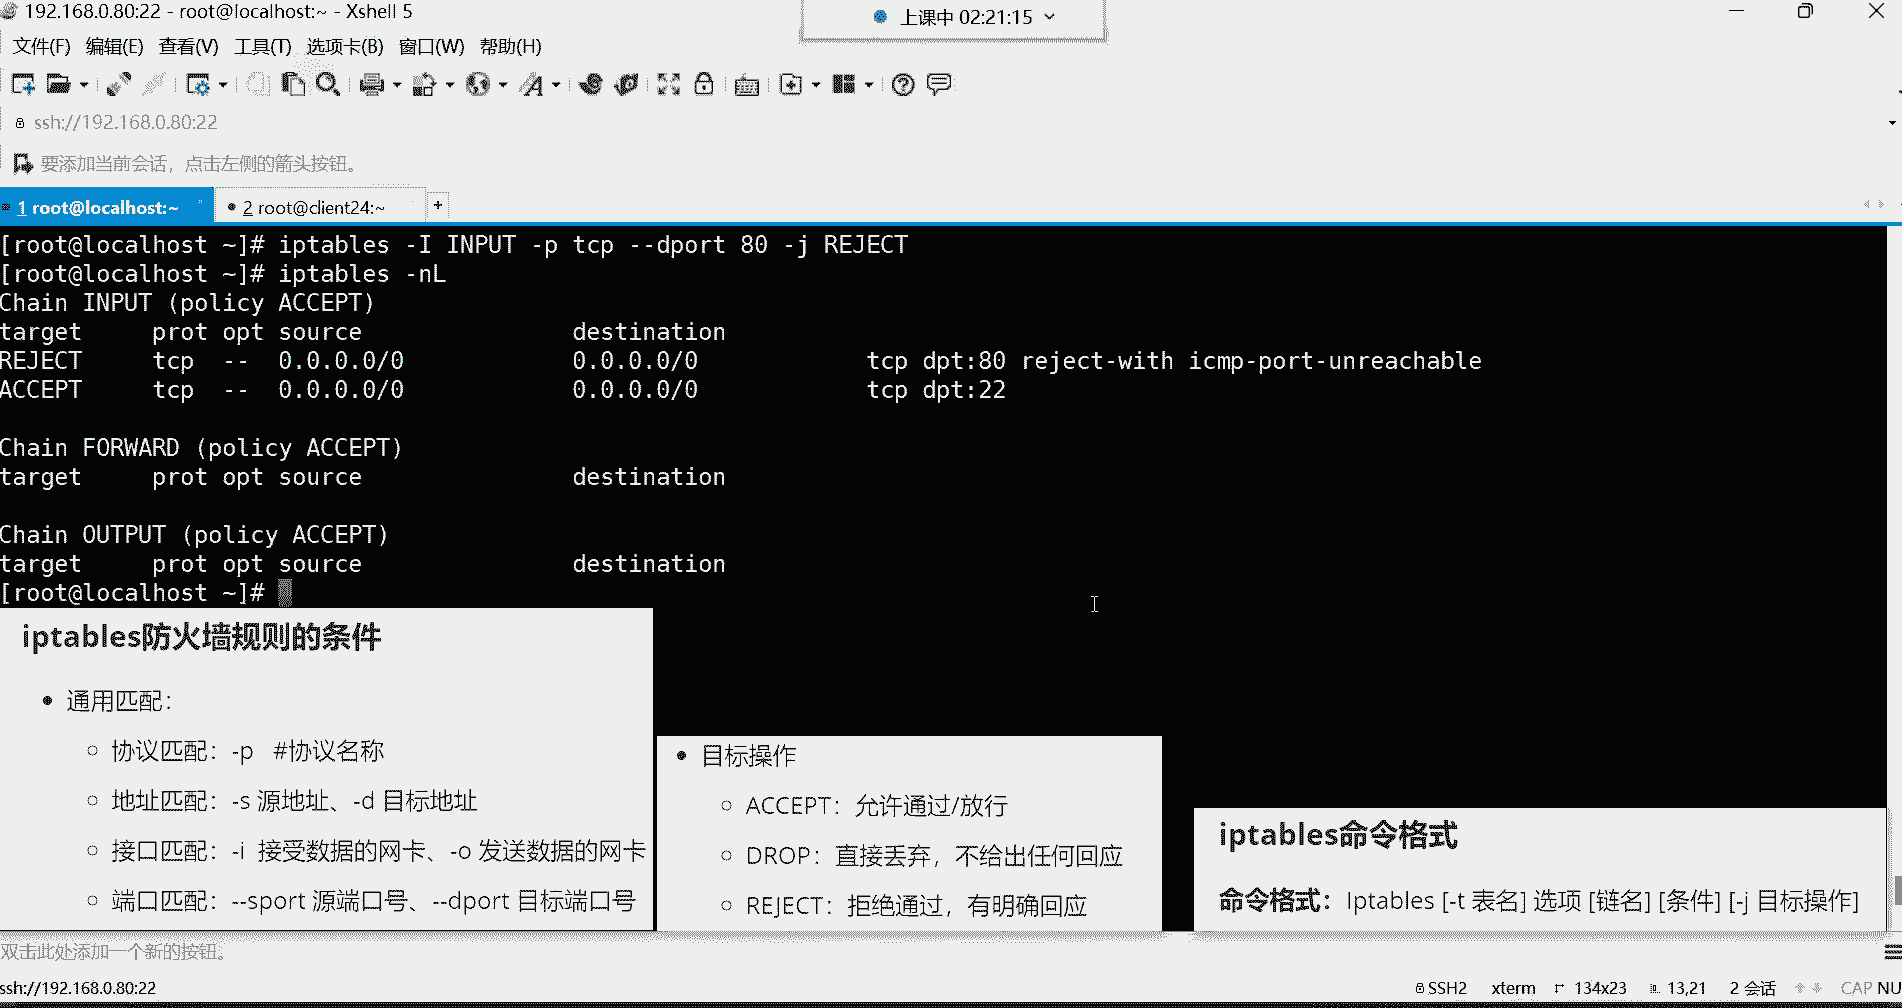 192.168.0.80:22 - root@localhost:~ - Xshell 5
上课中 02:21:15
文件(F) 编辑(E) 查看(V) 工具(T) 选项卡(B) 窗口(W) 帮助(H)
ssh://192.168.0.80:22
要添加当前会话，点击左侧的箭头按钮。
1 root@localhost:~
2 root@client24:~
+
[root@localhost ~]# iptables -I INPUT -p tcp --dport 80 -j REJECT
[root@localhost ~]# iptables -nL
Chain INPUT (policy ACCEPT)
target prot opt source destination
REJECT tcp -- 0.0.0.0/0 0.0.0.0/0 tcp dpt:80 reject-with icmp-port-unreachable
ACCEPT tcp -- 0.0.0.0/0 0.0.0.0/0 tcp dpt:22
Chain FORWARD (policy ACCEPT)
target prot opt source destination
Chain OUTPUT (policy ACCEPT)
target prot opt source destination
[root@localhost ~]#
iptables防火墙规则的条件
• 通用匹配：
○ 协议匹配：-p #协议名称
○ 地址匹配：-s 源地址、-d 目标地址
○ 接口匹配：-i 接受数据的网卡、-o 发送数据的网卡
○ 端口匹配：--sport 源端口号、--dport 目标端口号
• 目标操作
○ ACCEPT：允许通过/放行
○ DROP：直接丢弃，不给出任何回应
○ REJECT：拒绝通过，有明确回应
iptables命令格式
命令格式：Iptables [-t 表名] 选项 [链名] [条件] [-j 目标操作]
双击此处添加一个新的按钮。
ssh://192.168.0.80:22
SSH2 xterm 134x23 13,21 2 会话 CAP NU